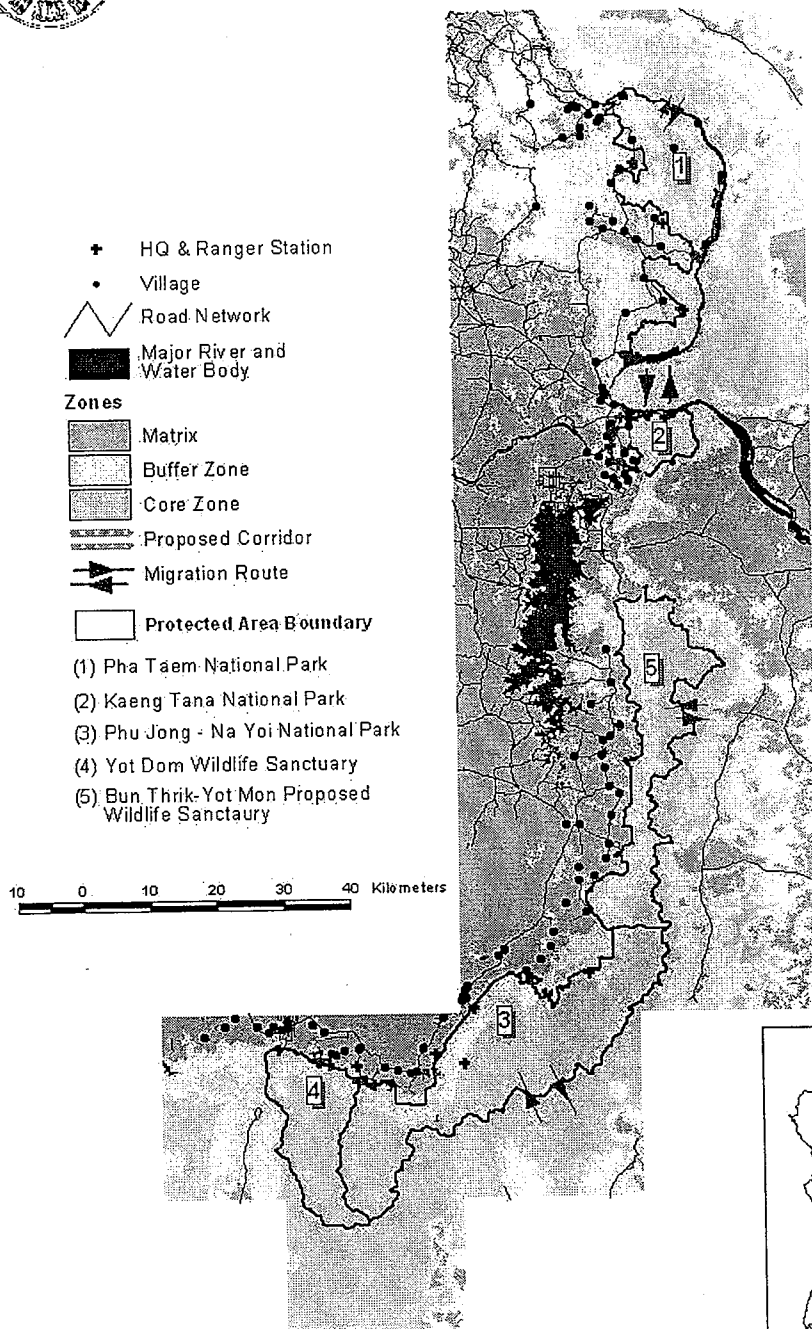 HQ & Ranger Station
Village
Road Network
Major River and
Water Body
Zones
Matrix
Buffer Zone
Core Zone
Proposed Corridor
Migration Route
Protected Area Boundary
(1) Pha Taem National Park
(2) Kaeng Tana National Park
(3) Phu Jong - Na Yoi National Park
(4) Yot Dom Wildlife Sanctuary
(5) Bun Thrik-Yot Mon Proposed
Wildlife Sanctaury
10 0 10 20 30 40 Kilometers
1
2
5
3
4